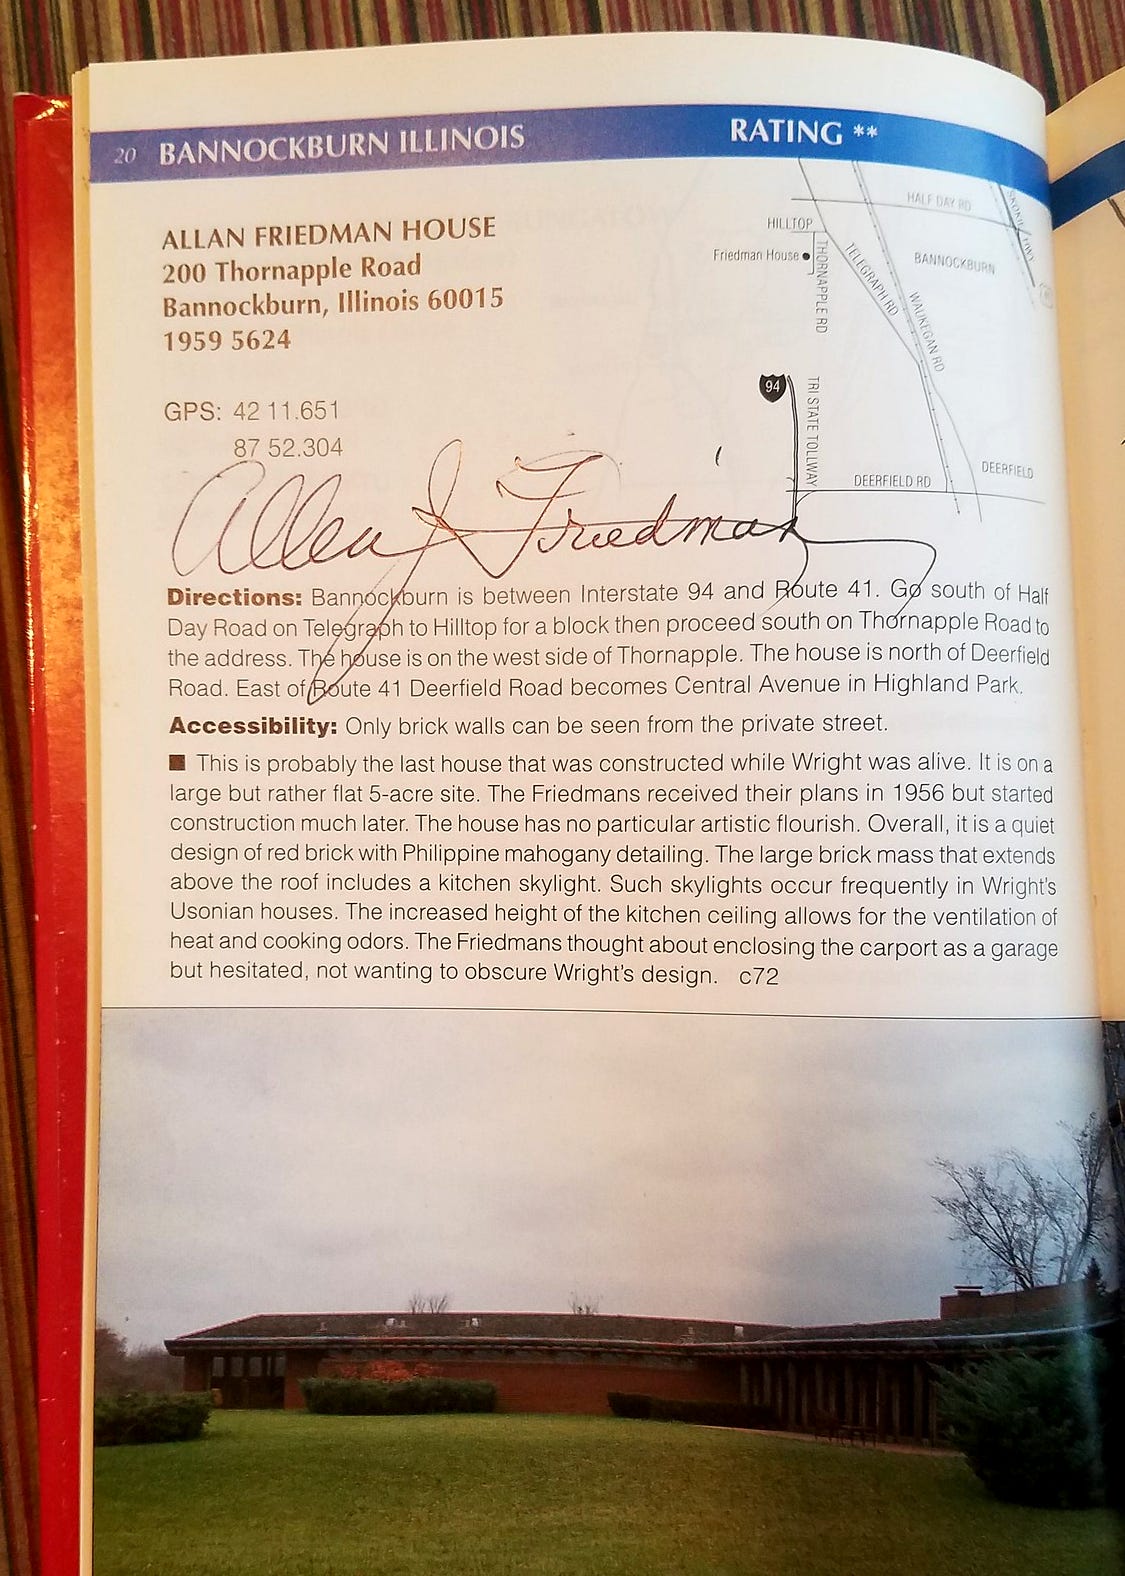 20 BANNOCKBURN ILLINOIS RATING **
ALLAN FRIEDMAN HOUSE
200 Thornapple Road
Bannockburn, Illinois 60015
1959 5624
GPS: 42 11.651
87 52.304
HALF DAY RD
SKOKIE HWY
HILLTOP
Friedman House
THORNAPPLE RD
TELEGRAPH RD
BANNOCKBURN
WAUKEGAN RD
94
TRI STATE TOLLWAY
DEERFIELD RD
DEERFIELD
Allen J Friedman
Directions: Bannockburn is between Interstate 94 and Route 41. Go south of Half
Day Road on Telegraph to Hilltop for a block then proceed south on Thornapple Road to
the address. The house is on the west side of Thornapple. The house is north of Deerfield
Road. East of Route 41 Deerfield Road becomes Central Avenue in Highland Park.
Accessibility: Only brick walls can be seen from the private street.
■ This is probably the last house that was constructed while Wright was alive. It is on a
large but rather flat 5-acre site. The Friedmans received their plans in 1956 but started
construction much later. The house has no particular artistic flourish. Overall, it is a quiet
design of red brick with Philippine mahogany detailing. The large brick mass that extends
above the roof includes a kitchen skylight. Such skylights occur frequently in Wright's
Usonian houses. The increased height of the kitchen ceiling allows for the ventilation of
heat and cooking odors. The Friedmans thought about enclosing the carport as a garage
but hesitated, not wanting to obscure Wright's design. c72